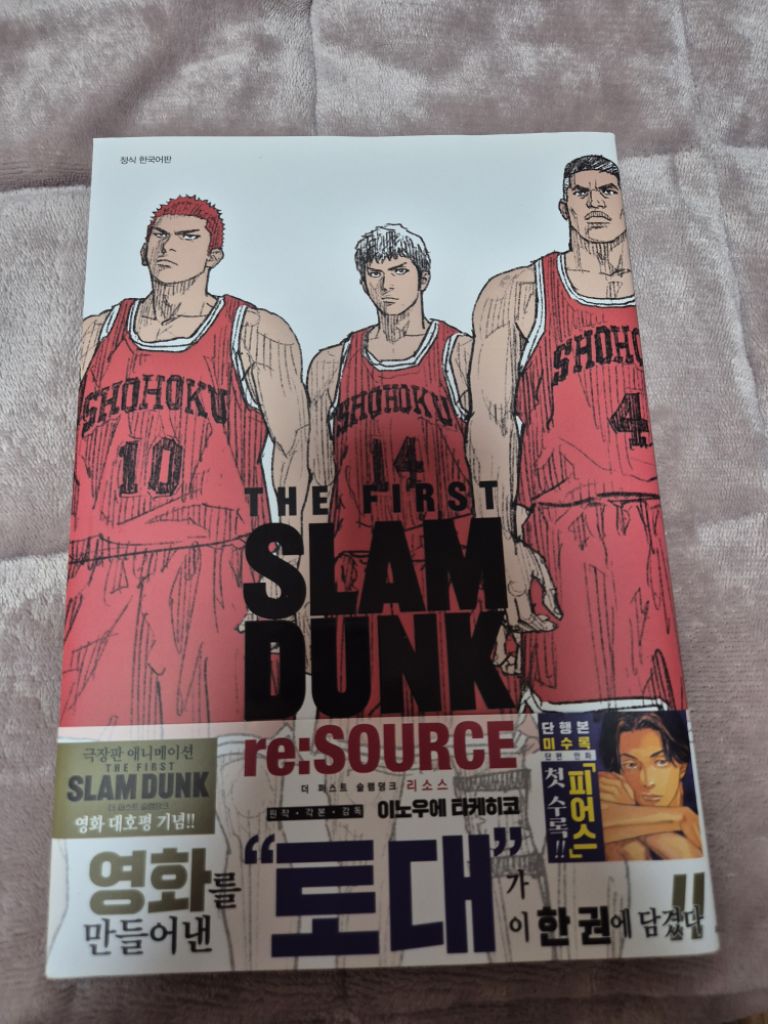 정식 한국어판
SHOHOKU
10
SHOHOKU
14
SHOHO
4
THE FIRST
SLAM
DUNK
re:SOURCE
더 퍼스트 슬램덩크 리소스
원작·각본·감독 이노우에 타케히코
극장판 애니메이션
THE FIRST
SLAM DUNK
더 퍼스트 슬램덩크
영화 대호평 기념!!
단행본
미수록
단편 만화
「피어스」
첫 수록!!
영화를
만들어낸
“토대”가
이 한 권에 담겼다!!